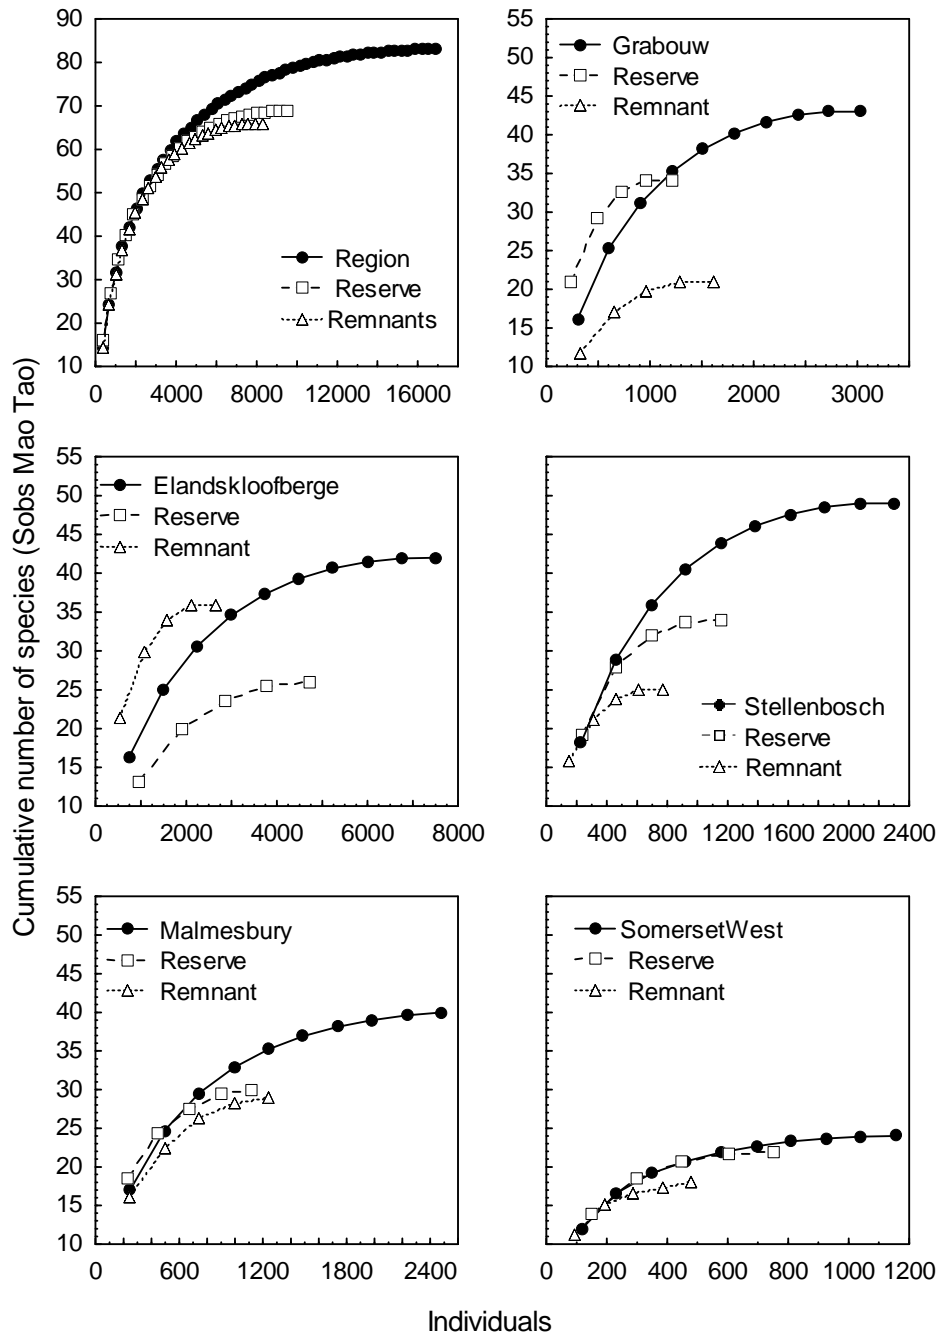 Cumulative number of species (Sobs Mao Tao)
90
80
70
60
50
40
30
20
10
Region
Reserve
Remnants
0 4000 8000 12000 16000
55
50
45
40
35
30
25
20
15
10
Grabouw
Reserve
Remnant
0 1000 2000 3000
55
50
45
40
35
30
25
20
15
10
Elandskloofberge
Reserve
Remnant
0 2000 4000 6000 8000
Stellenbosch
Reserve
Remnant
0 400 800 1200 1600 2000 2400
55
50
45
40
35
30
25
20
15
10
Malmesbury
Reserve
Remnant
0 600 1200 1800 2400
SomersetWest
Reserve
Remnant
0 200 400 600 800 1000 1200
Individuals